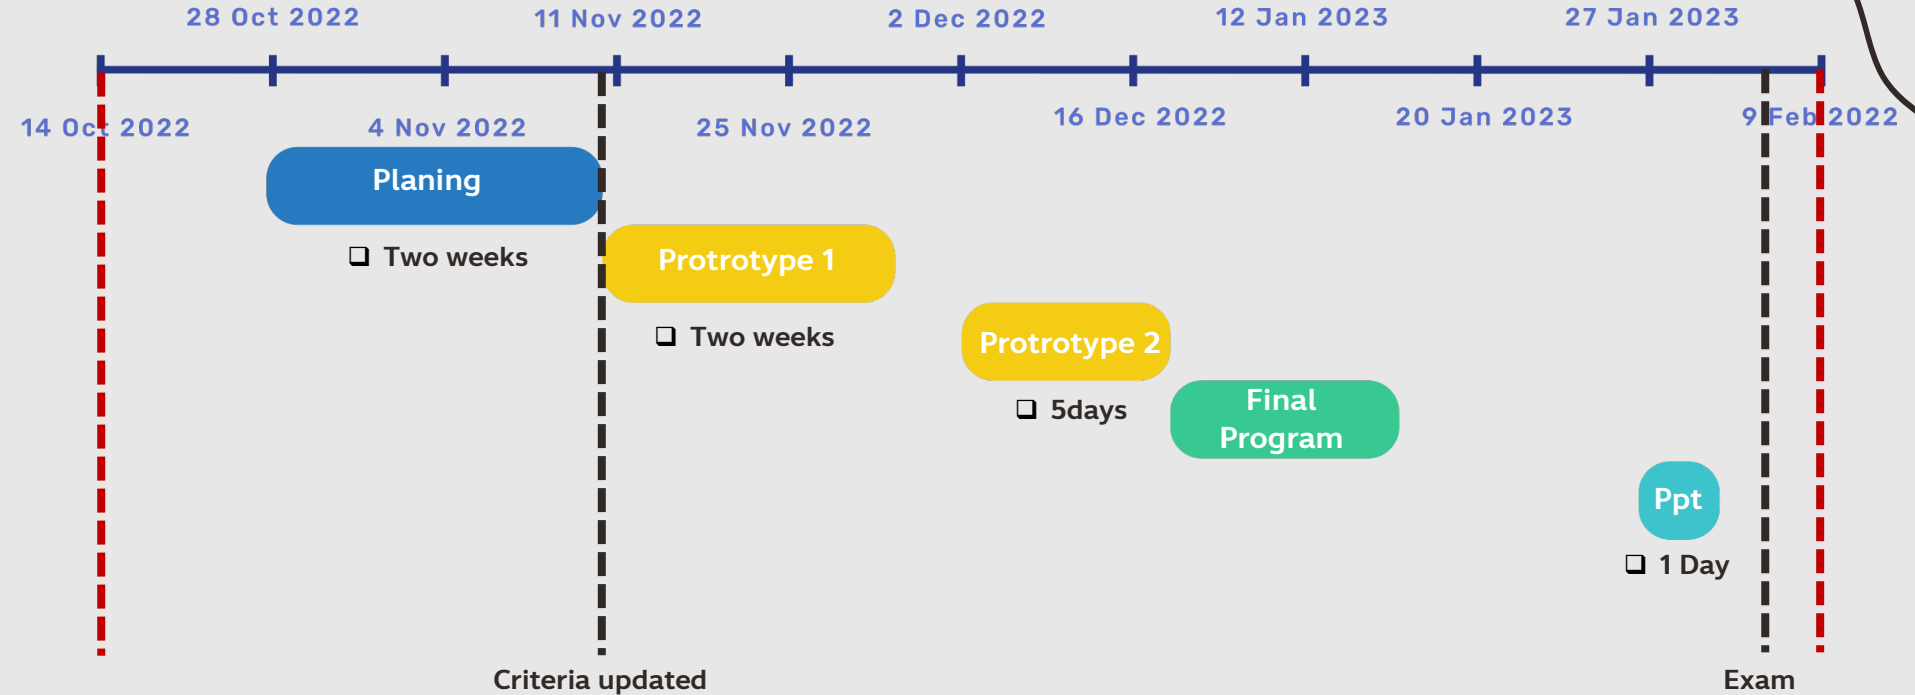 28 Oct 2022
11 Nov 2022
2 Dec 2022
12 Jan 2023
27 Jan 2023
14 Oct 2022
4 Nov 2022
25 Nov 2022
16 Dec 2022
20 Jan 2023
9 Feb 2022
Planing
❑ Two weeks
Protrotype 1
❑ Two weeks
Protrotype 2
❑ 5days
Final
Program
Ppt
❑ 1 Day
Criteria updated
Exam